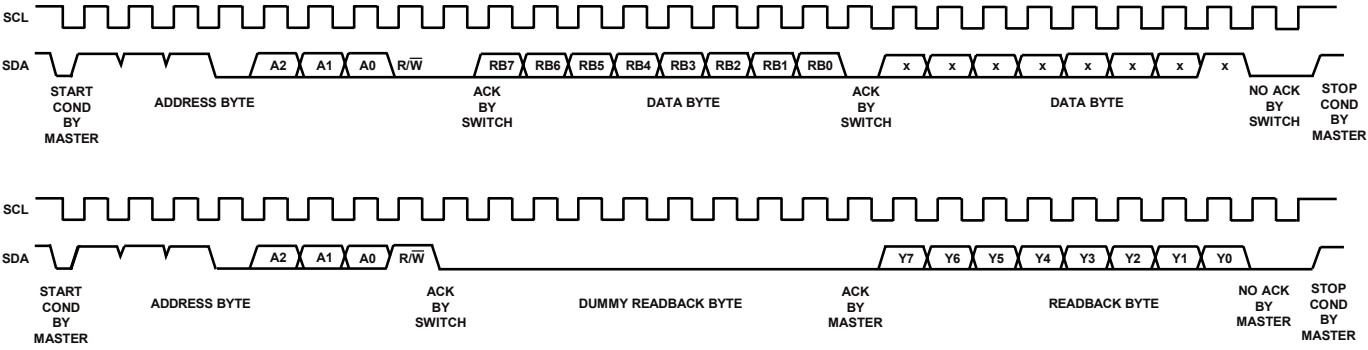 SCL
SDA
A2 A1 A0 R/W̅ RB7 RB6 RB5 RB4 RB3 RB2 RB1 RB0 x x x x x x x x
START
COND
BY
MASTER
ADDRESS BYTE
ACK
BY
SWITCH
DATA BYTE
ACK
BY
SWITCH
DATA BYTE
NO ACK
BY
SWITCH
STOP
COND
BY
MASTER
SCL
SDA
A2 A1 A0 R/W̅ Y7 Y6 Y5 Y4 Y3 Y2 Y1 Y0
START
COND
BY
MASTER
ADDRESS BYTE
ACK
BY
SWITCH
DUMMY READBACK BYTE
ACK
BY
MASTER
READBACK BYTE
NO ACK
BY
MASTER
STOP
COND
BY
MASTER